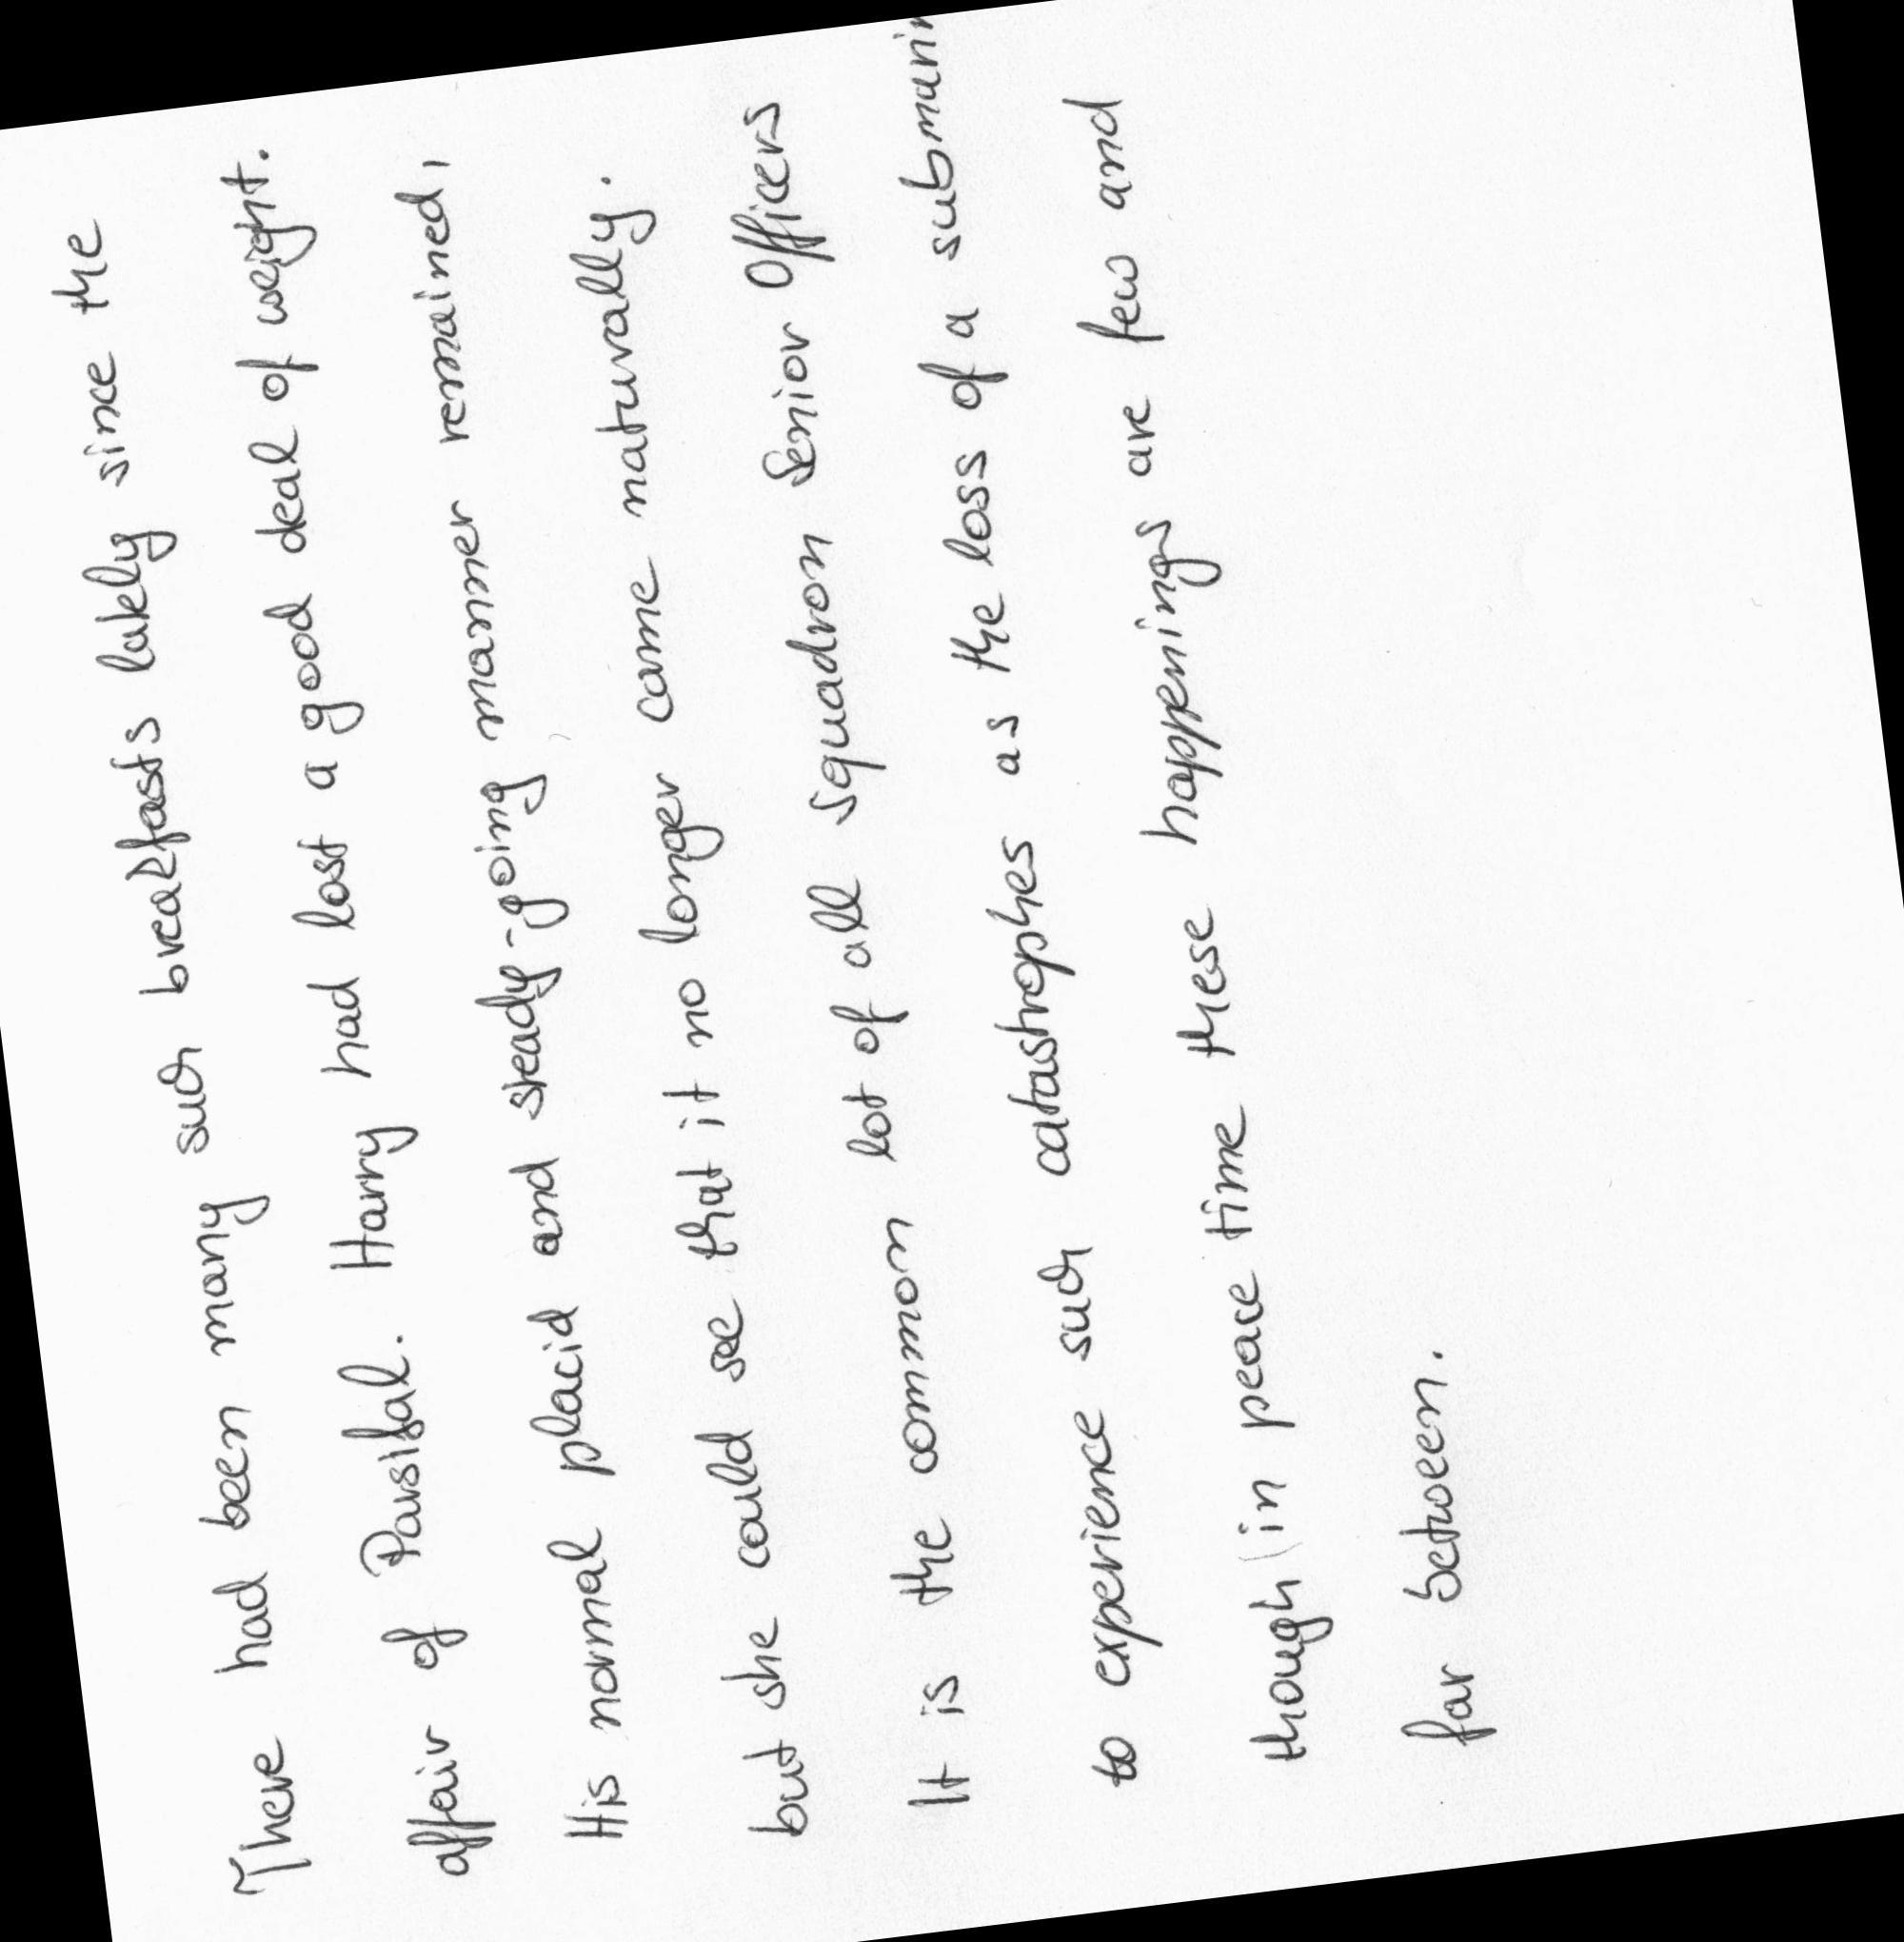 There had been many such breakfasts lately since the
affair of Parsifal. Harry had lost a good deal of weight.
His normal placid and steady-going manner remained,
but she could see that it no longer came naturally.
It is the common lot of all Squadron Senior Officers
to experience such catastrophes as the loss of a submarin
though in peace time these happenings are few and
far between.